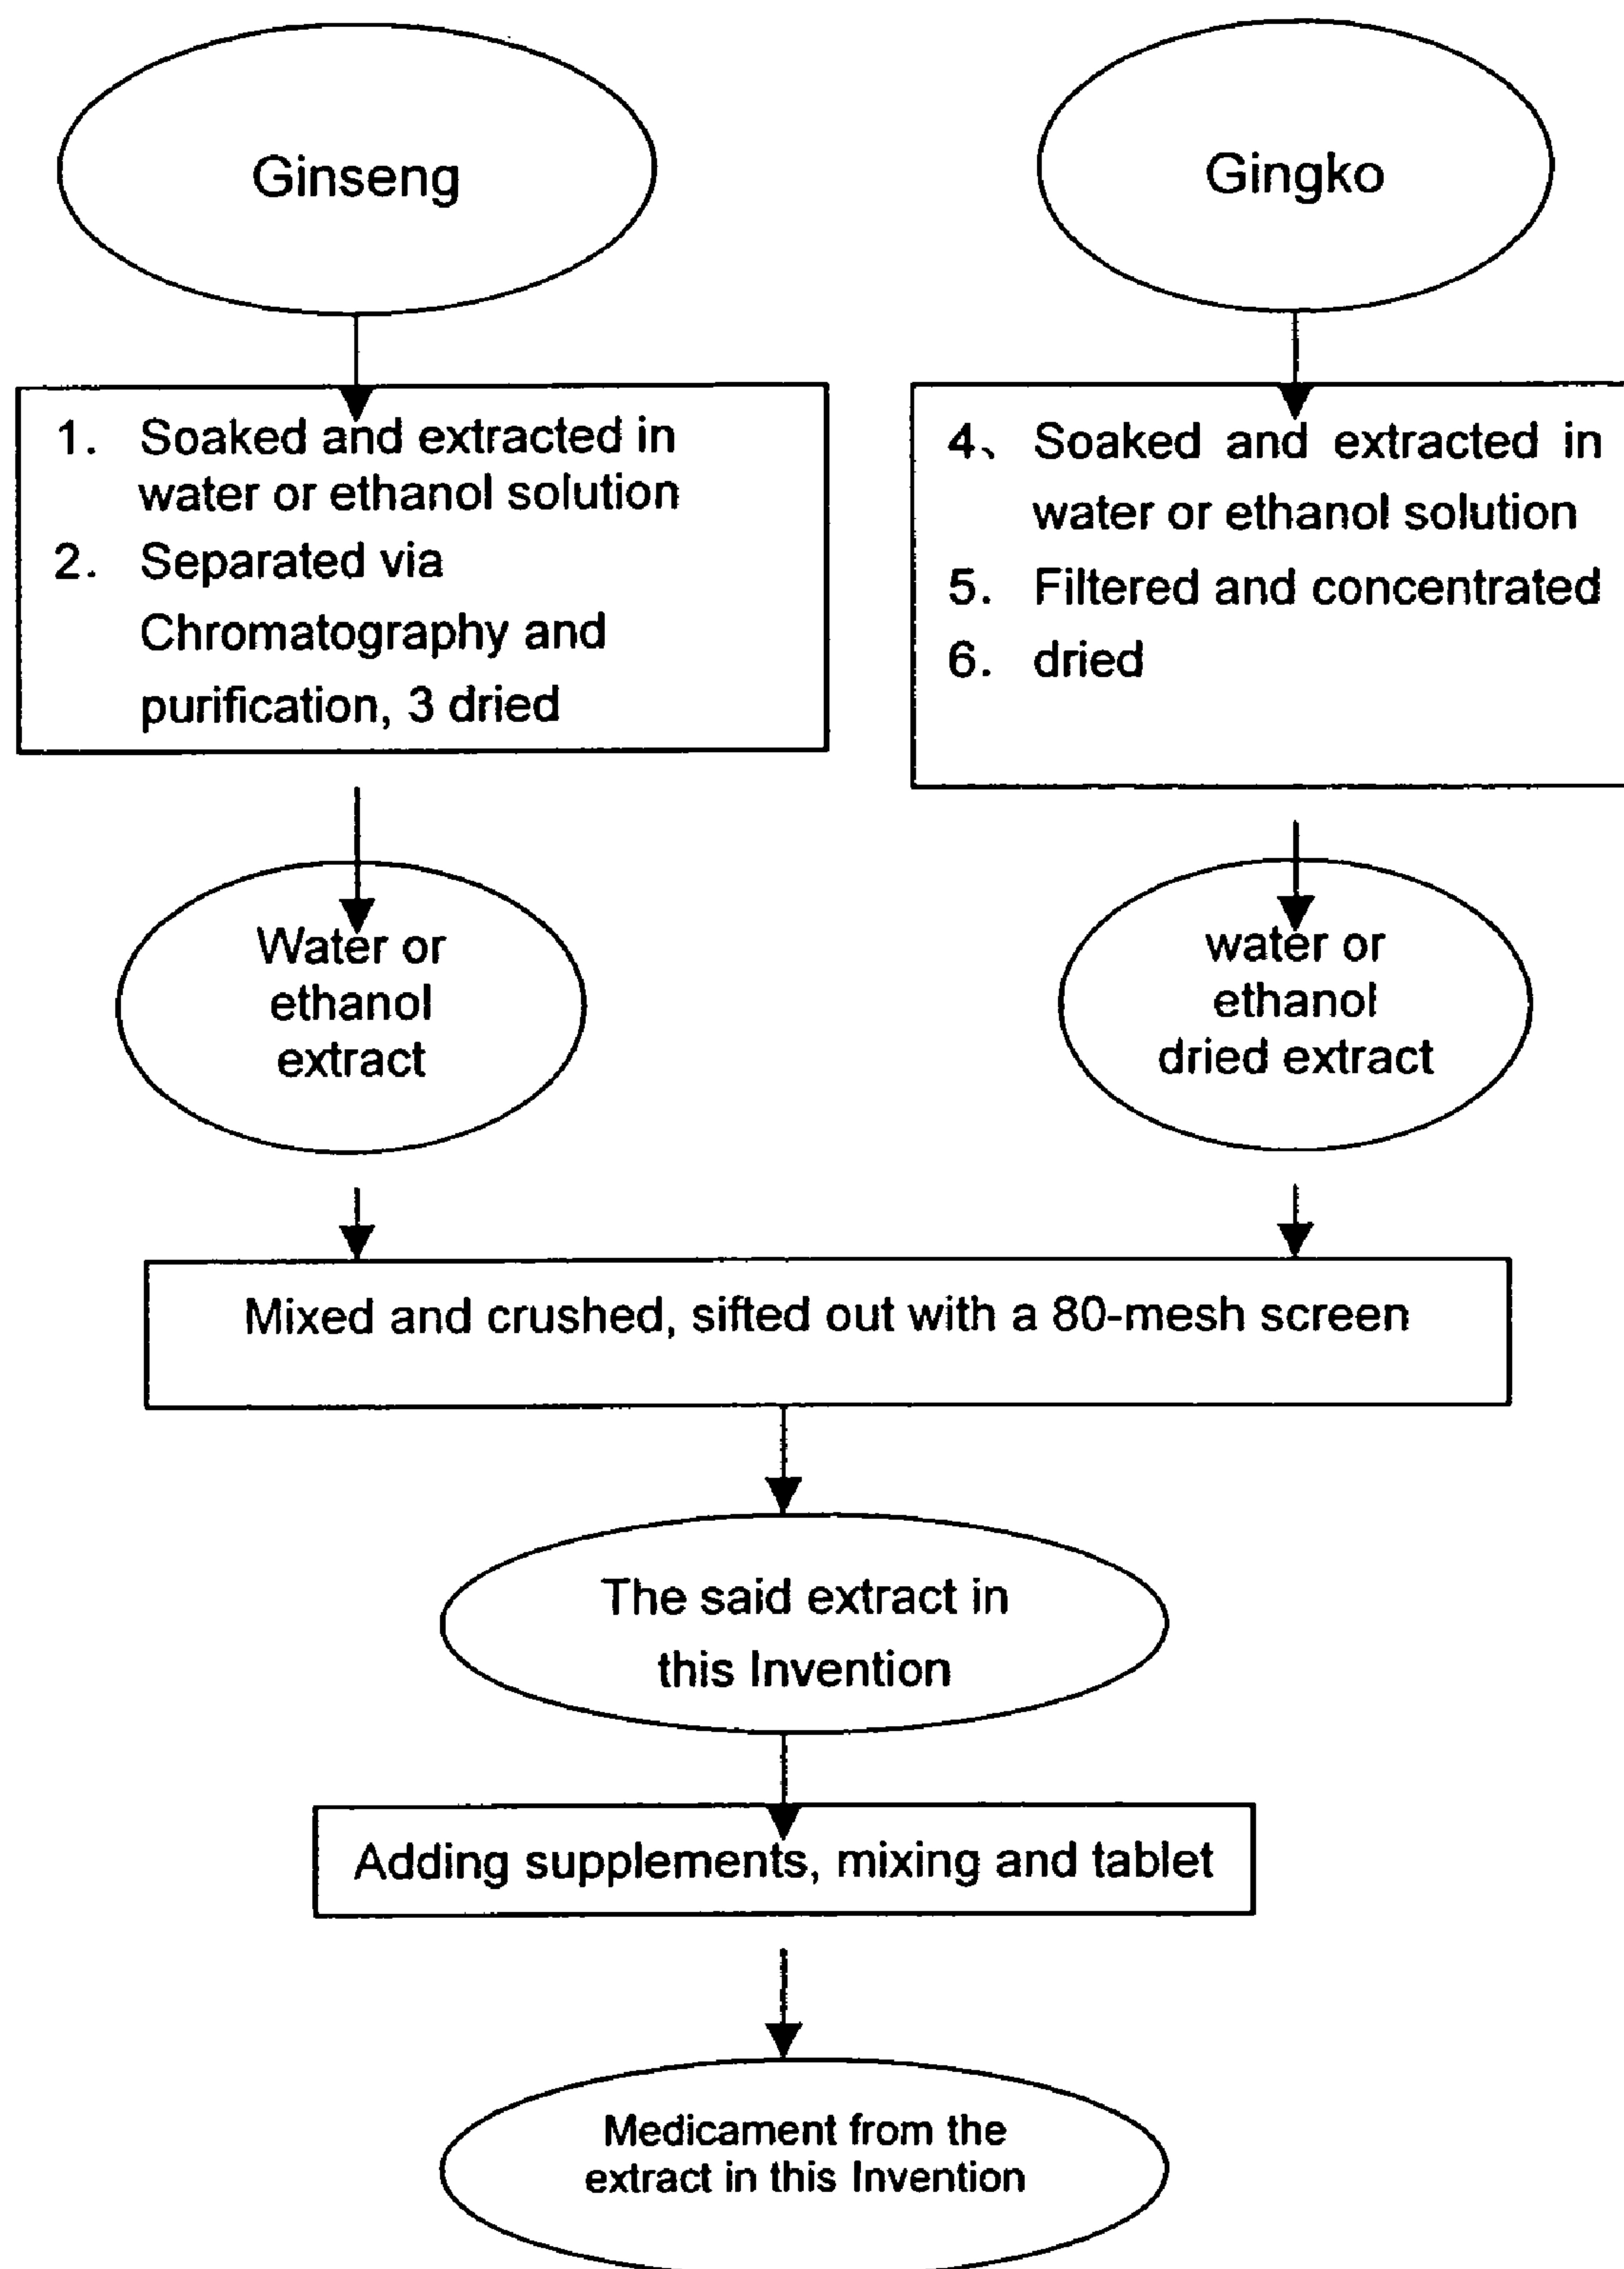 Ginseng
Gingko
1. Soaked and extracted in
water or ethanol solution
2. Separated via
Chromatography and
purification, 3 dried
4、 Soaked and extracted in
water or ethanol solution
5. Filtered and concentrated
6. dried
Water or
ethanol
extract
water or
ethanol
dried extract
Mixed and crushed, sifted out with a 80-mesh screen
The said extract in
this Invention
Adding supplements, mixing and tablet
Medicament from the
extract in this Invention